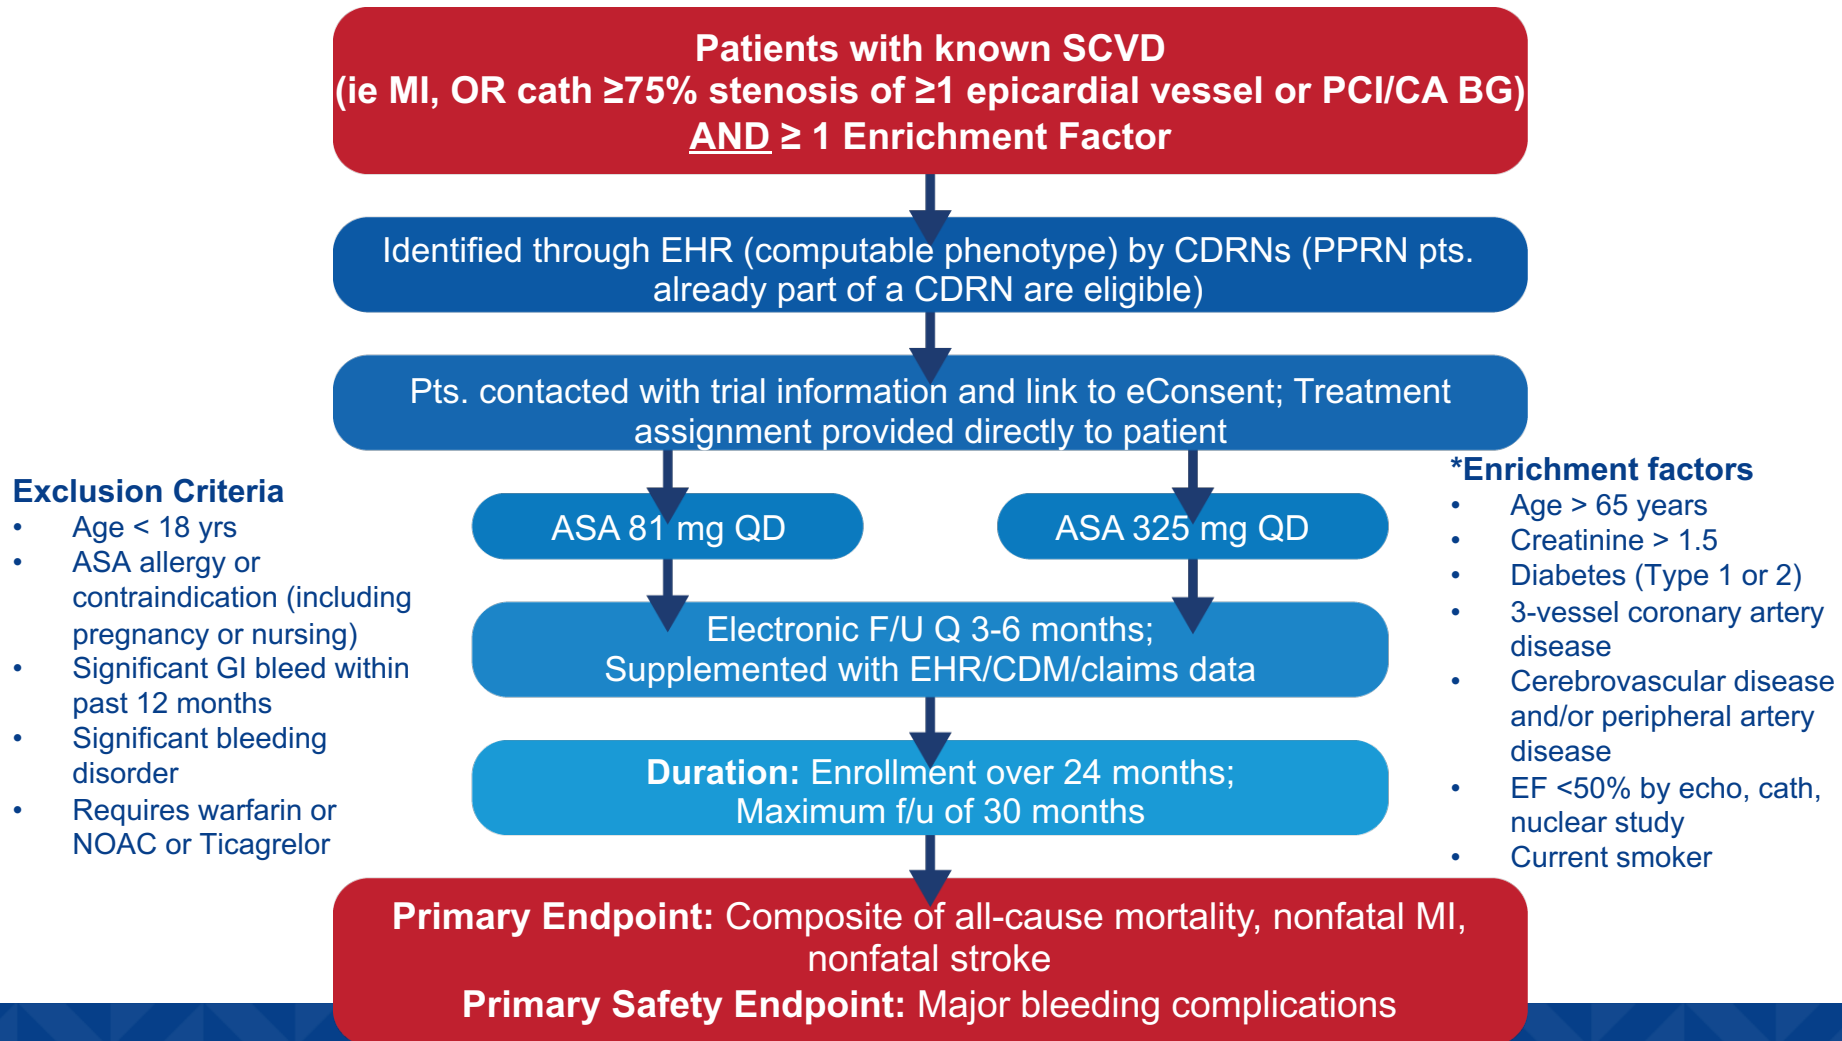 Patients with known SCVD
(ie MI, OR cath ≥75% stenosis of ≥1 epicardial vessel or PCI/CA BG)
AND ≥ 1 Enrichment Factor
Identified through EHR (computable phenotype) by CDRNs (PPRN pts.
already part of a CDRN are eligible)
Pts. contacted with trial information and link to eConsent; Treatment
assignment provided directly to patient
Exclusion Criteria
• Age < 18 yrs
• ASA allergy or
contraindication (including
pregnancy or nursing)
• Significant GI bleed within
past 12 months
• Significant bleeding
disorder
• Requires warfarin or
NOAC or Ticagrelor
ASA 81 mg QD
ASA 325 mg QD
Electronic F/U Q 3-6 months;
Supplemented with EHR/CDM/claims data
Duration: Enrollment over 24 months;
Maximum f/u of 30 months
*Enrichment factors
• Age > 65 years
• Creatinine > 1.5
• Diabetes (Type 1 or 2)
• 3-vessel coronary artery
disease
• Cerebrovascular disease
and/or peripheral artery
disease
• EF <50% by echo, cath,
nuclear study
• Current smoker
Primary Endpoint: Composite of all-cause mortality, nonfatal MI,
nonfatal stroke
Primary Safety Endpoint: Major bleeding complications